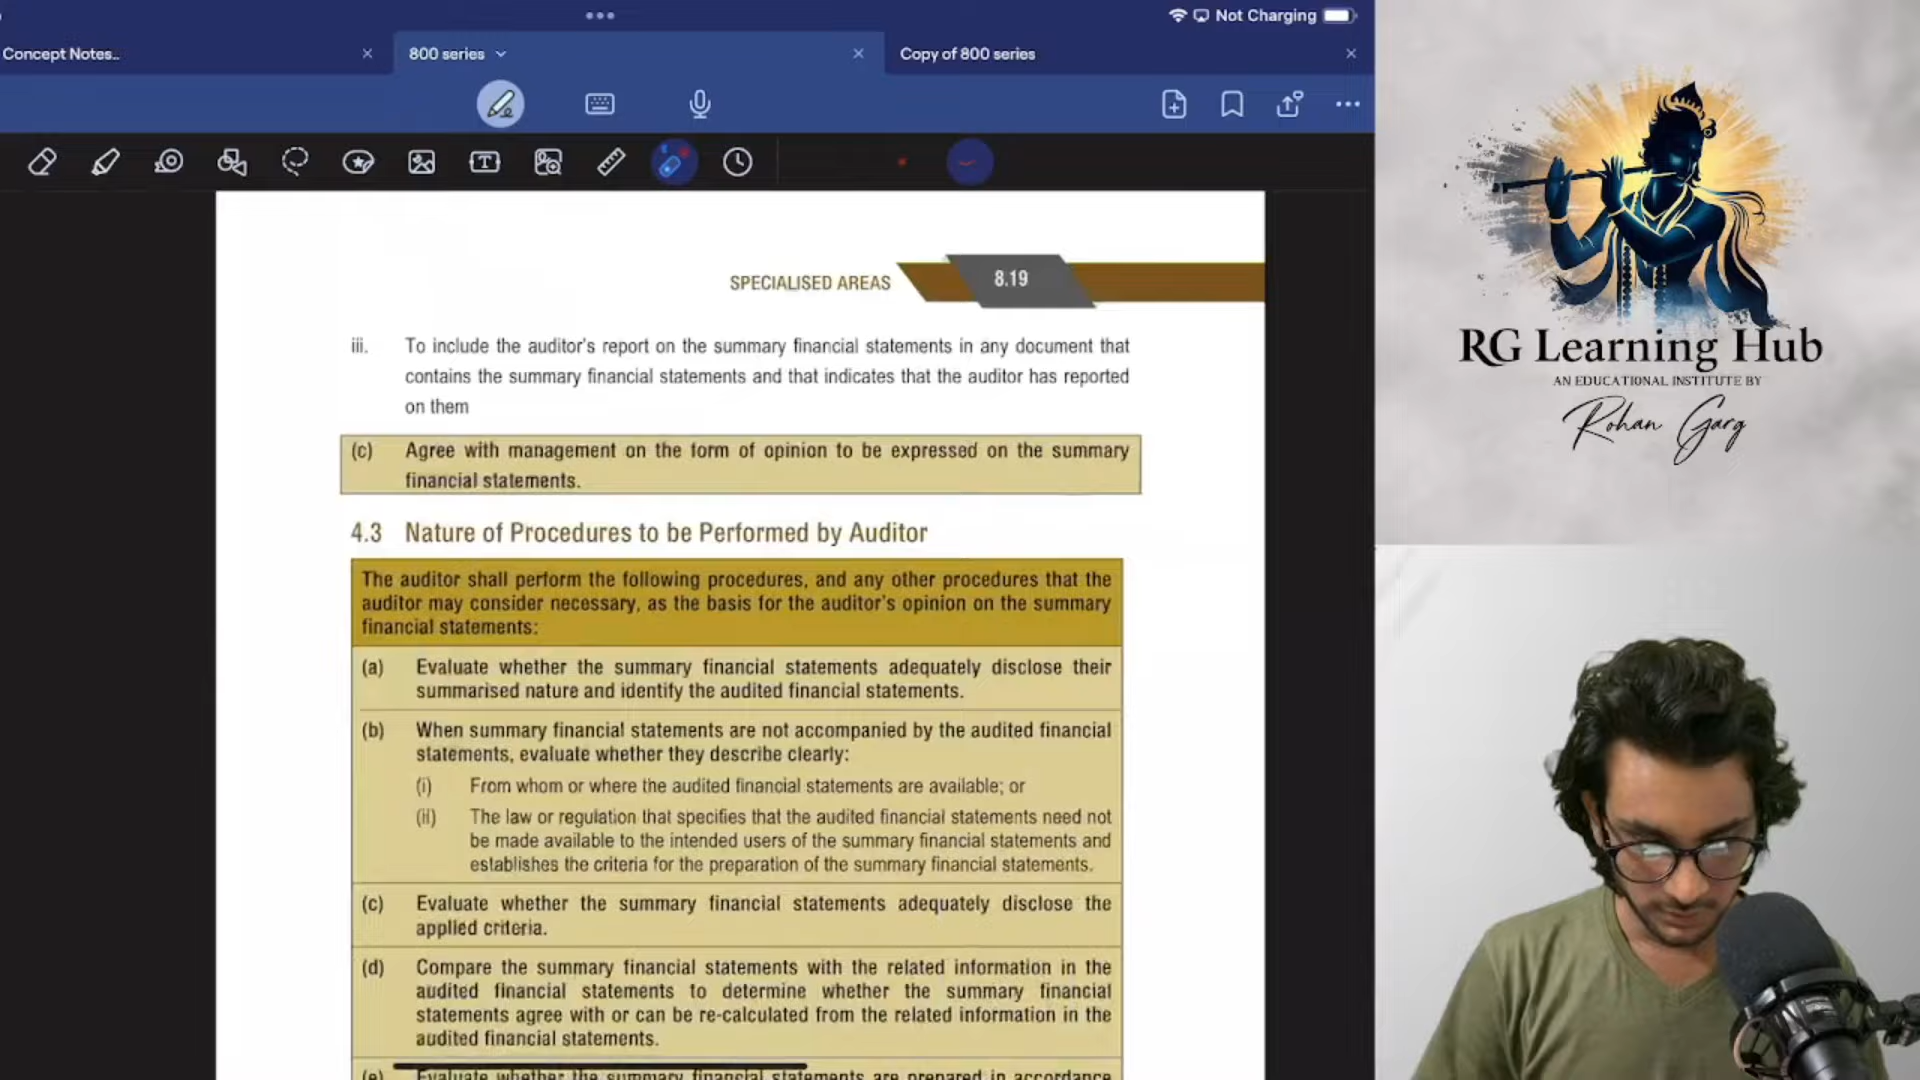 Not Charging
Concept Notes..
800 series
Copy of 800 series
SPECIALISED AREAS
8.19
iii. To include the auditor's report on the summary financial statements in any document that
contains the summary financial statements and that indicates that the auditor has reported
on them
(c) Agree with management on the form of opinion to be expressed on the summary
financial statements.
4.3 Nature of Procedures to be Performed by Auditor
The auditor shall perform the following procedures, and any other procedures that the
auditor may consider necessary, as the basis for the auditor's opinion on the summary
financial statements:
(a) Evaluate whether the summary financial statements adequately disclose their
summarised nature and identify the audited financial statements.
(b) When summary financial statements are not accompanied by the audited financial
statements, evaluate whether they describe clearly:
(i) From whom or where the audited financial statements are available; or
(ii) The law or regulation that specifies that the audited financial statements need not
be made available to the intended users of the summary financial statements and
establishes the criteria for the preparation of the summary financial statements.
(c) Evaluate whether the summary financial statements adequately disclose the
applied criteria.
(d) Compare the summary financial statements with the related information in the
audited financial statements to determine whether the summary financial
statements agree with or can be re-calculated from the related information in the
audited financial statements.
(e) Evaluate whether the summary financial statements are prepared in accordance
RG Learning Hub
AN EDUCATIONAL INSTITUTE BY
Rohan Garg